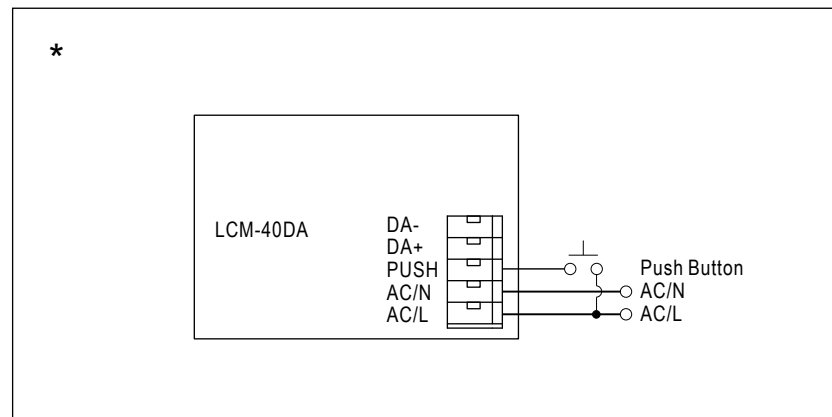 *
LCM-40DA
DA-
DA+
PUSH
AC/N
AC/L
Push Button
AC/N
AC/L